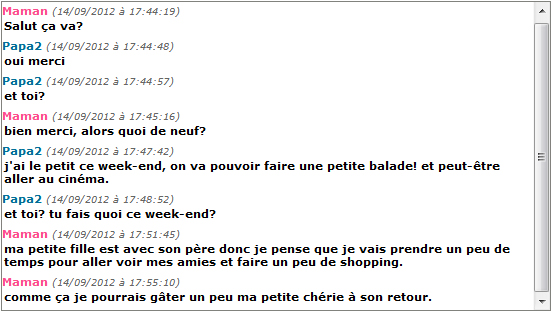 Maman (14/09/2012 à 17:44:19)
Salut ça va?
Papa2 (14/09/2012 à 17:44:48)
oui merci
Papa2 (14/09/2012 à 17:44:57)
et toi?
Maman (14/09/2012 à 17:45:16)
bien merci, alors quoi de neuf?
Papa2 (14/09/2012 à 17:47:42)
j'ai le petit ce week-end, on va pouvoir faire une petite balade! et peut-être
aller au cinéma.
Papa2 (14/09/2012 à 17:48:52)
et toi? tu fais quoi ce week-end?
Maman (14/09/2012 à 17:51:45)
ma petite fille est avec son père donc je pense que je vais prendre un peu de
temps pour aller voir mes amies et faire un peu de shopping.
Maman (14/09/2012 à 17:55:10)
comme ça je pourrais gâter un peu ma petite chérie à son retour.